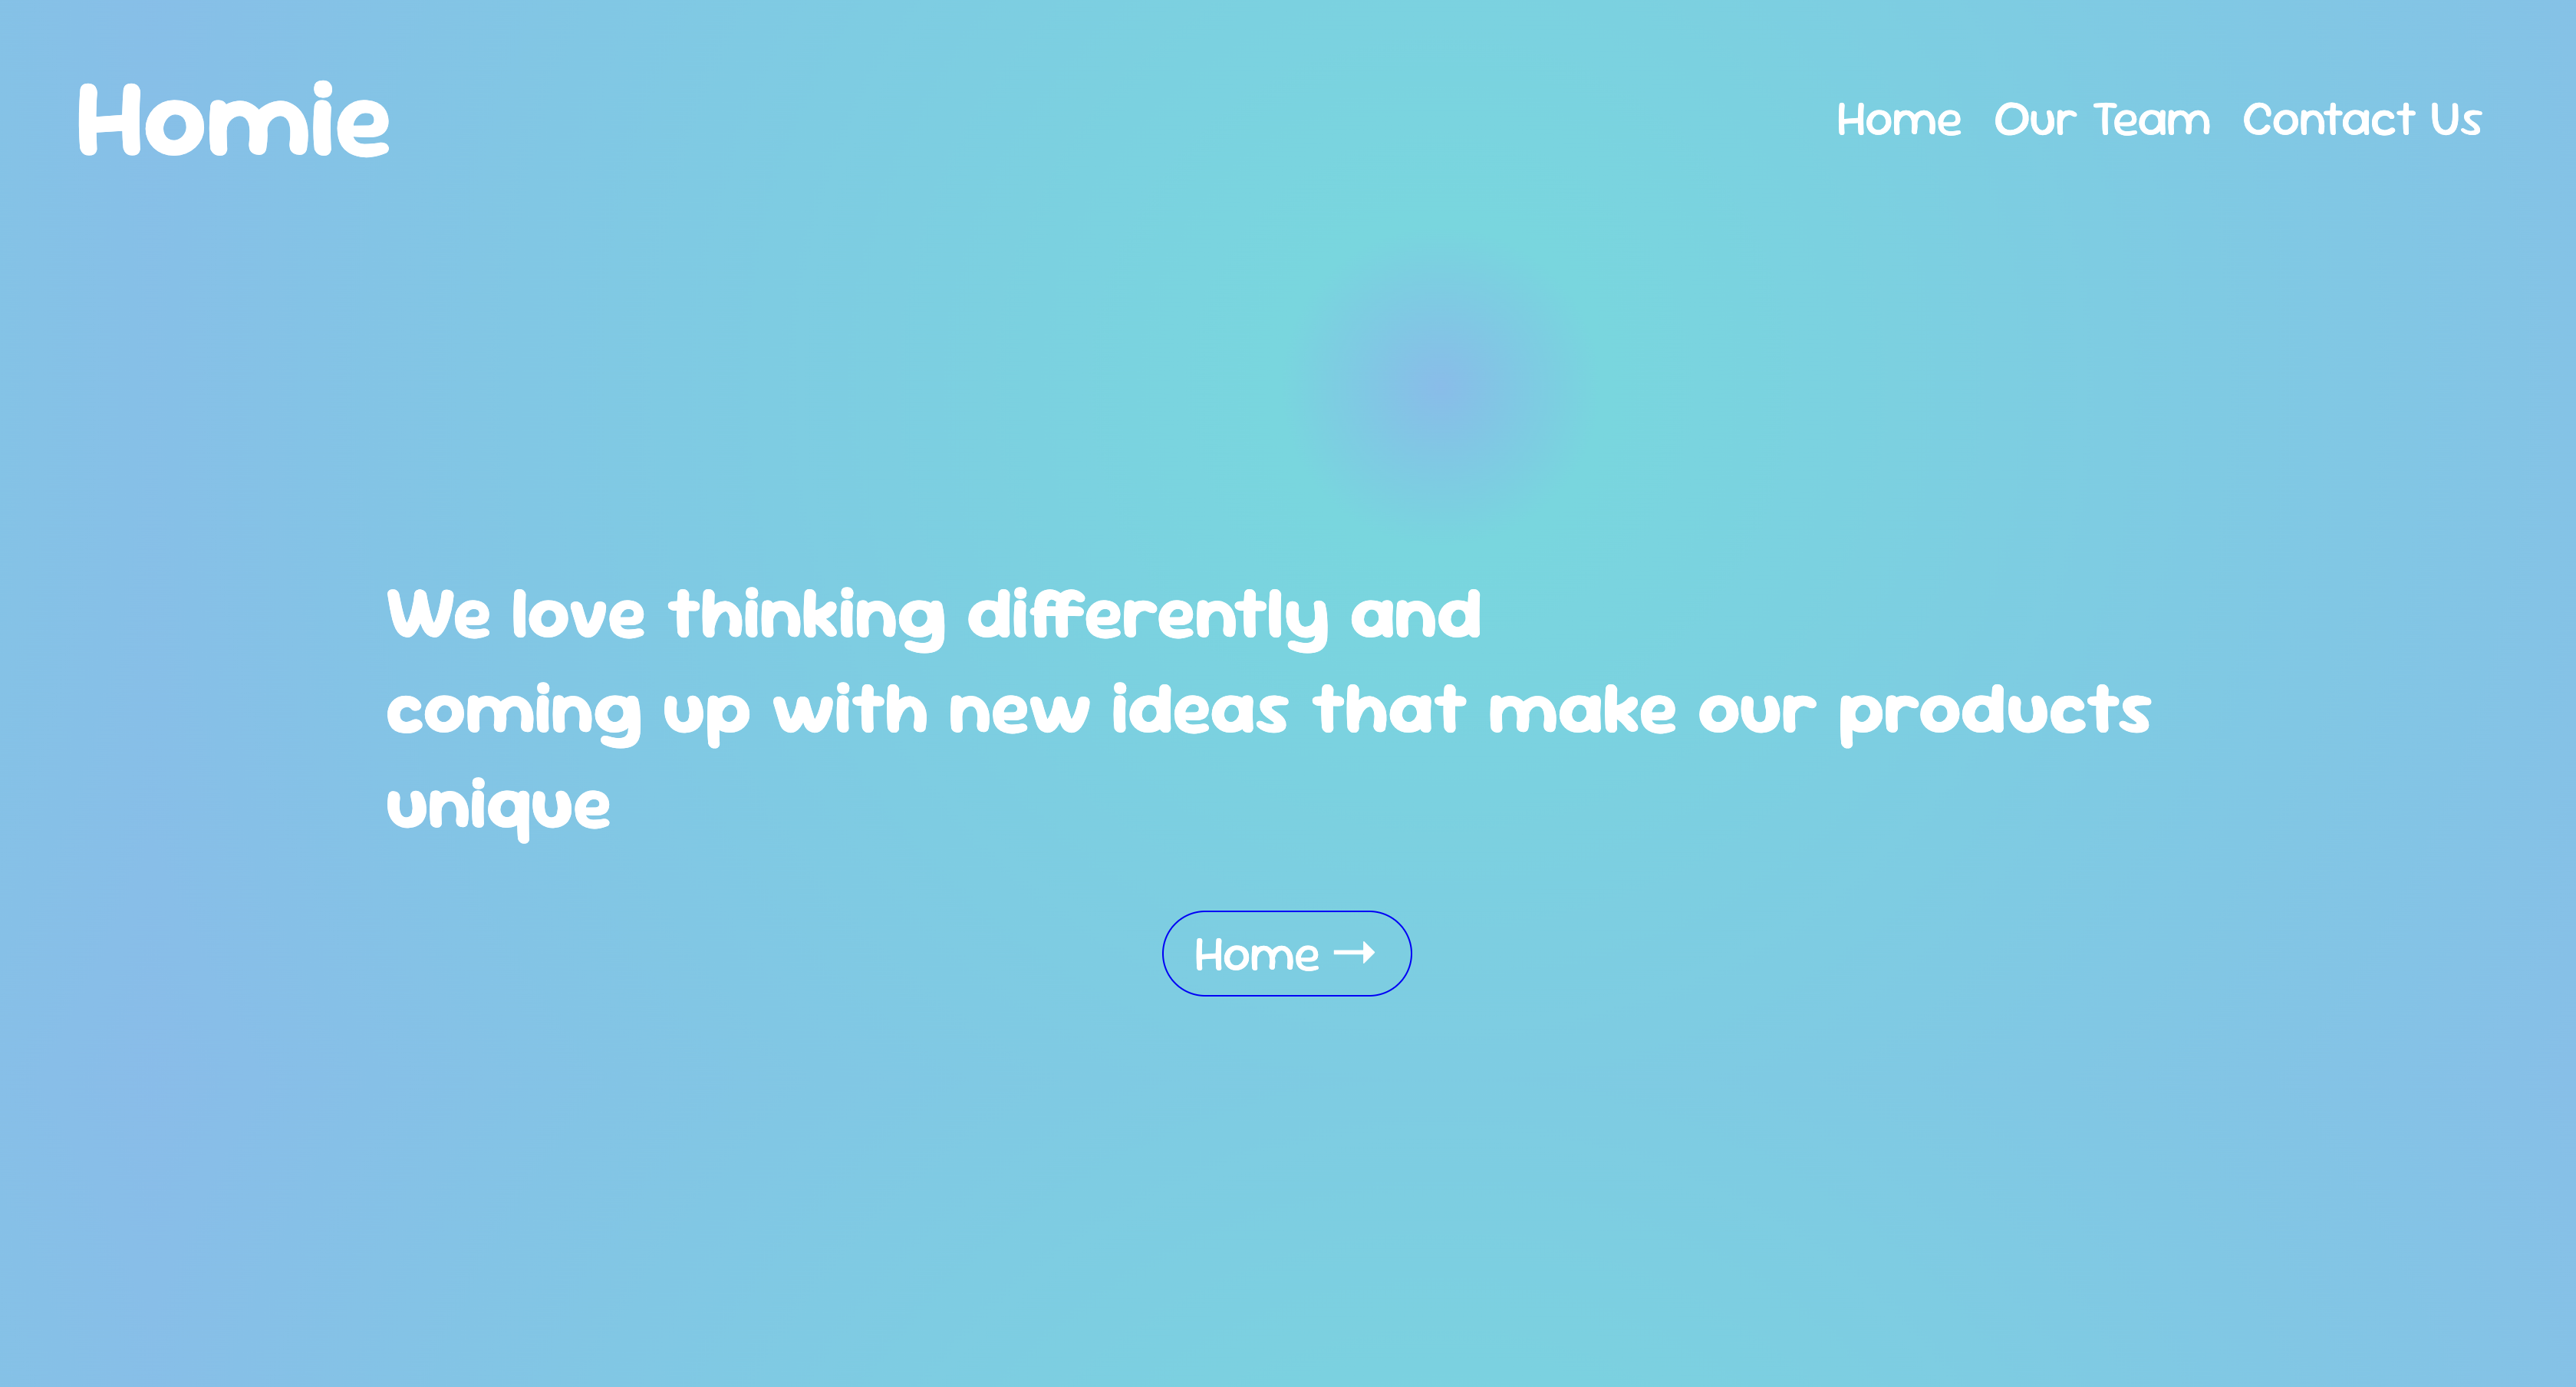 Homie
Home Our Team Contact Us
We love thinking differently and
coming up with new ideas that make our products
unique
Home →